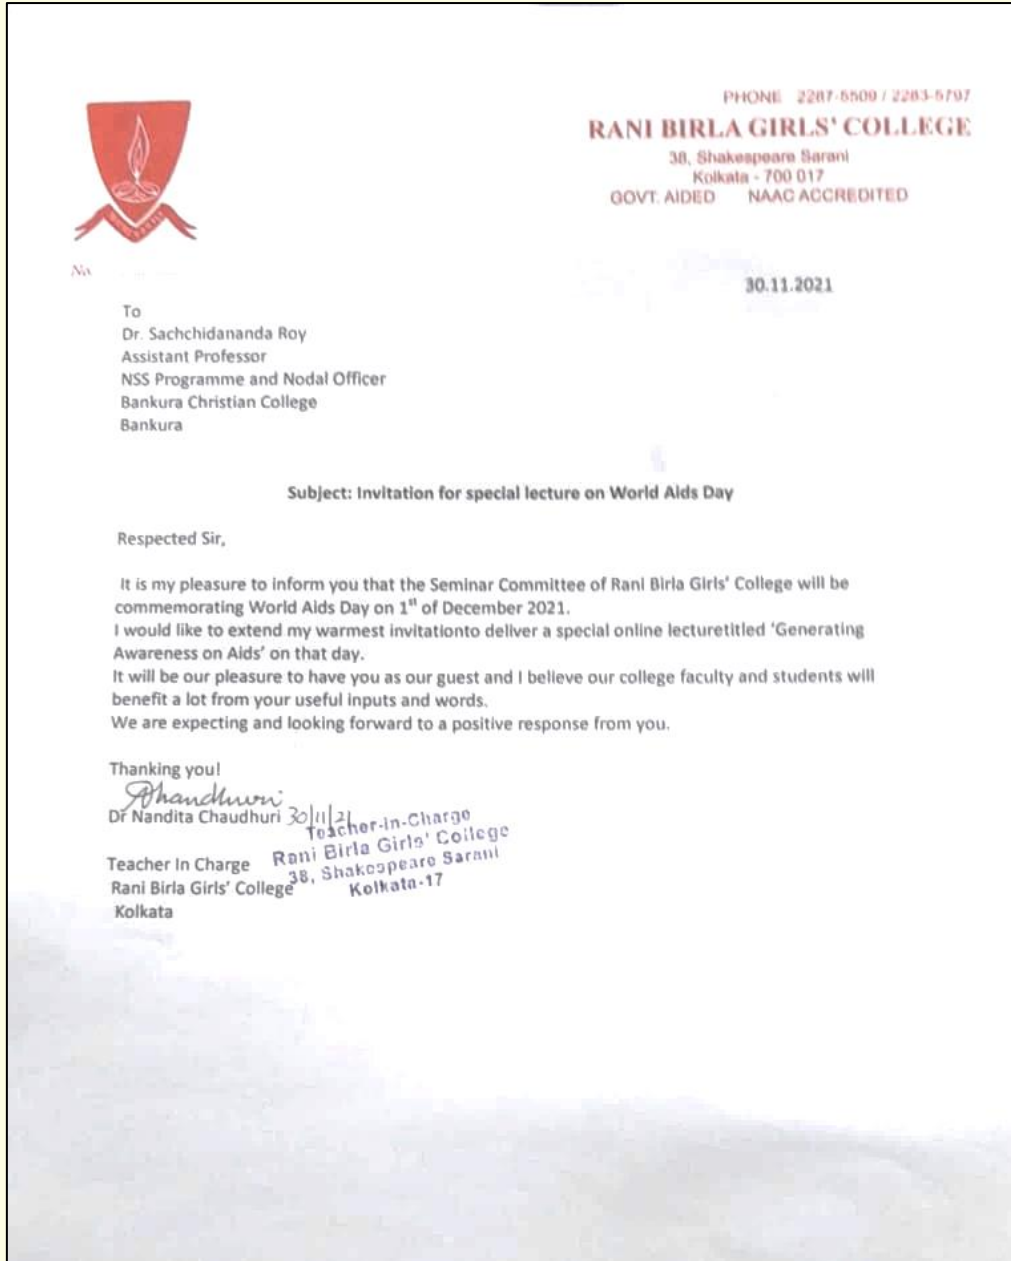 PHONE 2287-5509 / 2283-5797
RANI BIRLA GIRLS' COLLEGE
38, Shakespeare Sarani
Kolkata - 700 017
GOVT. AIDED NAAC ACCREDITED
No.
30.11.2021
To
Dr. Sachchidananda Roy
Assistant Professor
NSS Programme and Nodal Officer
Bankura Christian College
Bankura
Subject: Invitation for special lecture on World Aids Day
Respected Sir,
It is my pleasure to inform you that the Seminar Committee of Rani Birla Girls' College will be
commemorating World Aids Day on 1st of December 2021.
I would like to extend my warmest invitationto deliver a special online lecturetitled 'Generating
Awareness on Aids' on that day.
It will be our pleasure to have you as our guest and I believe our college faculty and students will
benefit a lot from your useful inputs and words.
We are expecting and looking forward to a positive response from you.
Thanking you!
Dr Nandita Chaudhuri 30/11/21
Teacher-in-Charge
Rani Birla Girls' College
38, Shakespeare Sarani
Kolkata-17
Teacher In Charge
Rani Birla Girls' College
Kolkata